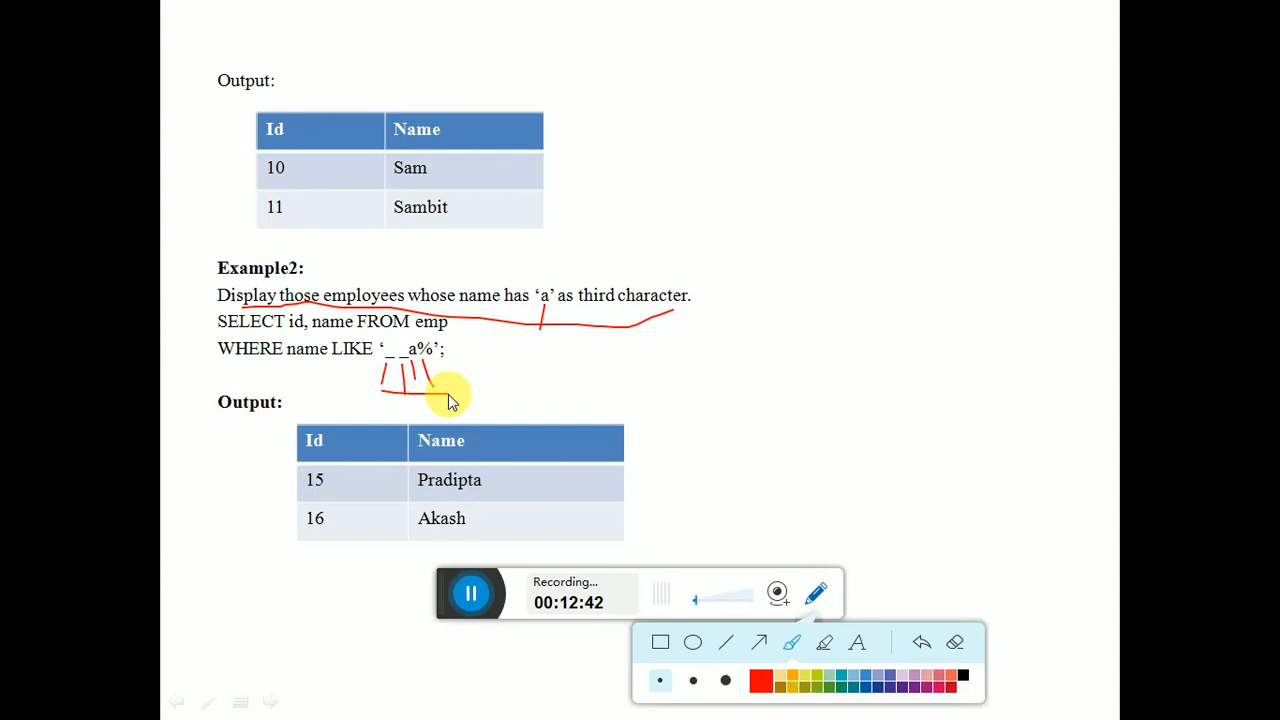 Output:
Id Name
10 Sam
11 Sambit
Example2:
Display those employees whose name has ‘a’ as third character.
SELECT id, name FROM emp
WHERE name LIKE ‘_ _a%’;
Output:
Id Name
15 Pradipta
16 Akash
Recording...
00:12:42
A